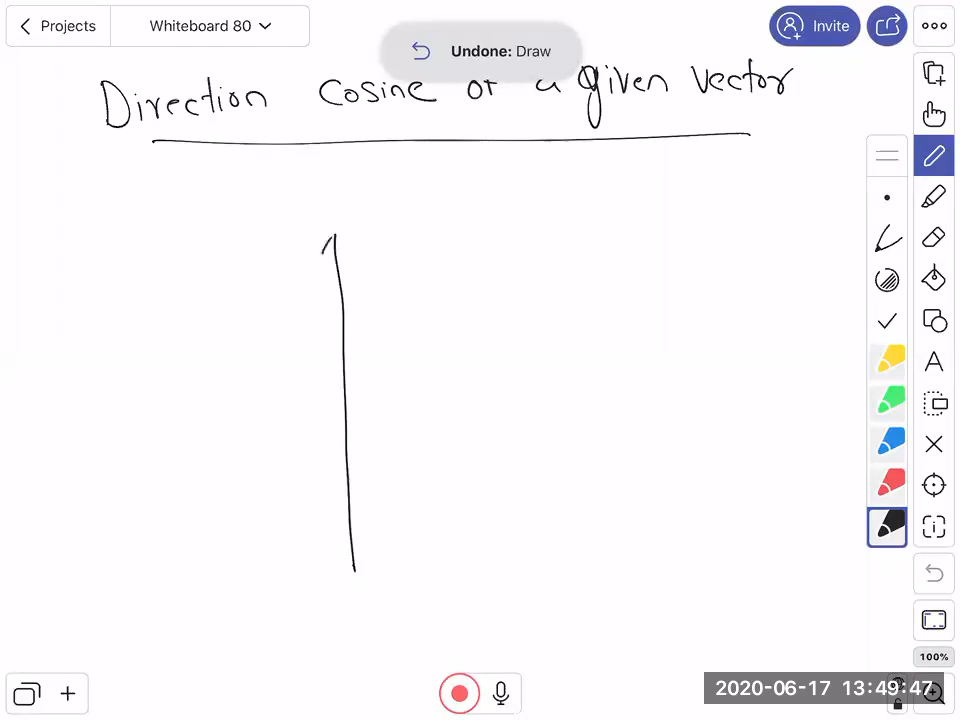 Projects
Whiteboard 80
Undone: Draw
Invite
Direction Cosine of a given vector
100%
2020-06-17 13:49:47